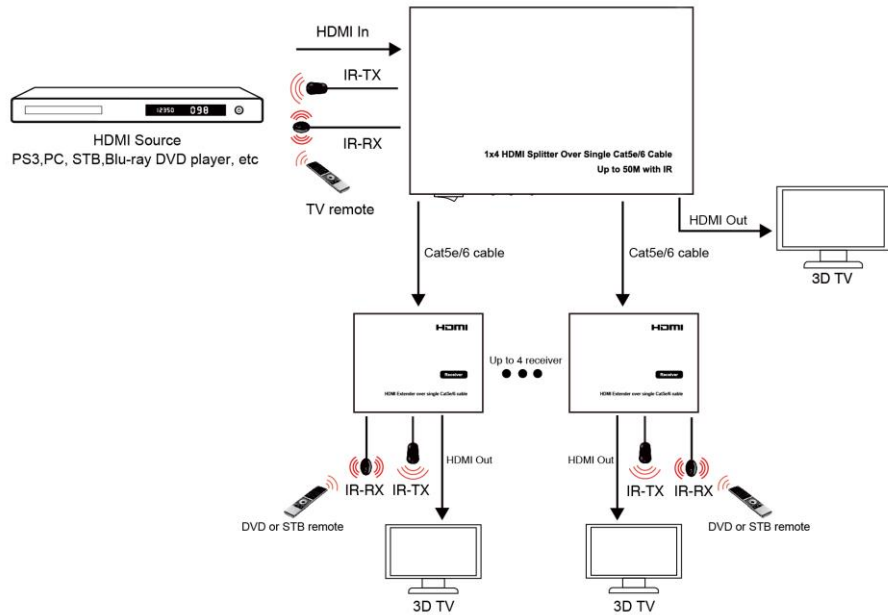 HDMI In
IR-TX
IR-RX
12350 098
HDMI Source
PS3,PC, STB,Blu-ray DVD player, etc
TV remote
1x4 HDMI Splitter Over Single Cat5e/6 Cable
Up to 50M with IR
HDMI Out
3D TV
Cat5e/6 cable
Cat5e/6 cable
HDMI
Receiver
HDMI Extender over single Cat5e/6 cable
Up to 4 receiver
HDMI
Receiver
HDMI Extender over single Cat5e/6 cable
HDMI Out
IR-RX
IR-TX
DVD or STB remote
3D TV
HDMI Out
IR-TX
IR-RX
DVD or STB remote
3D TV